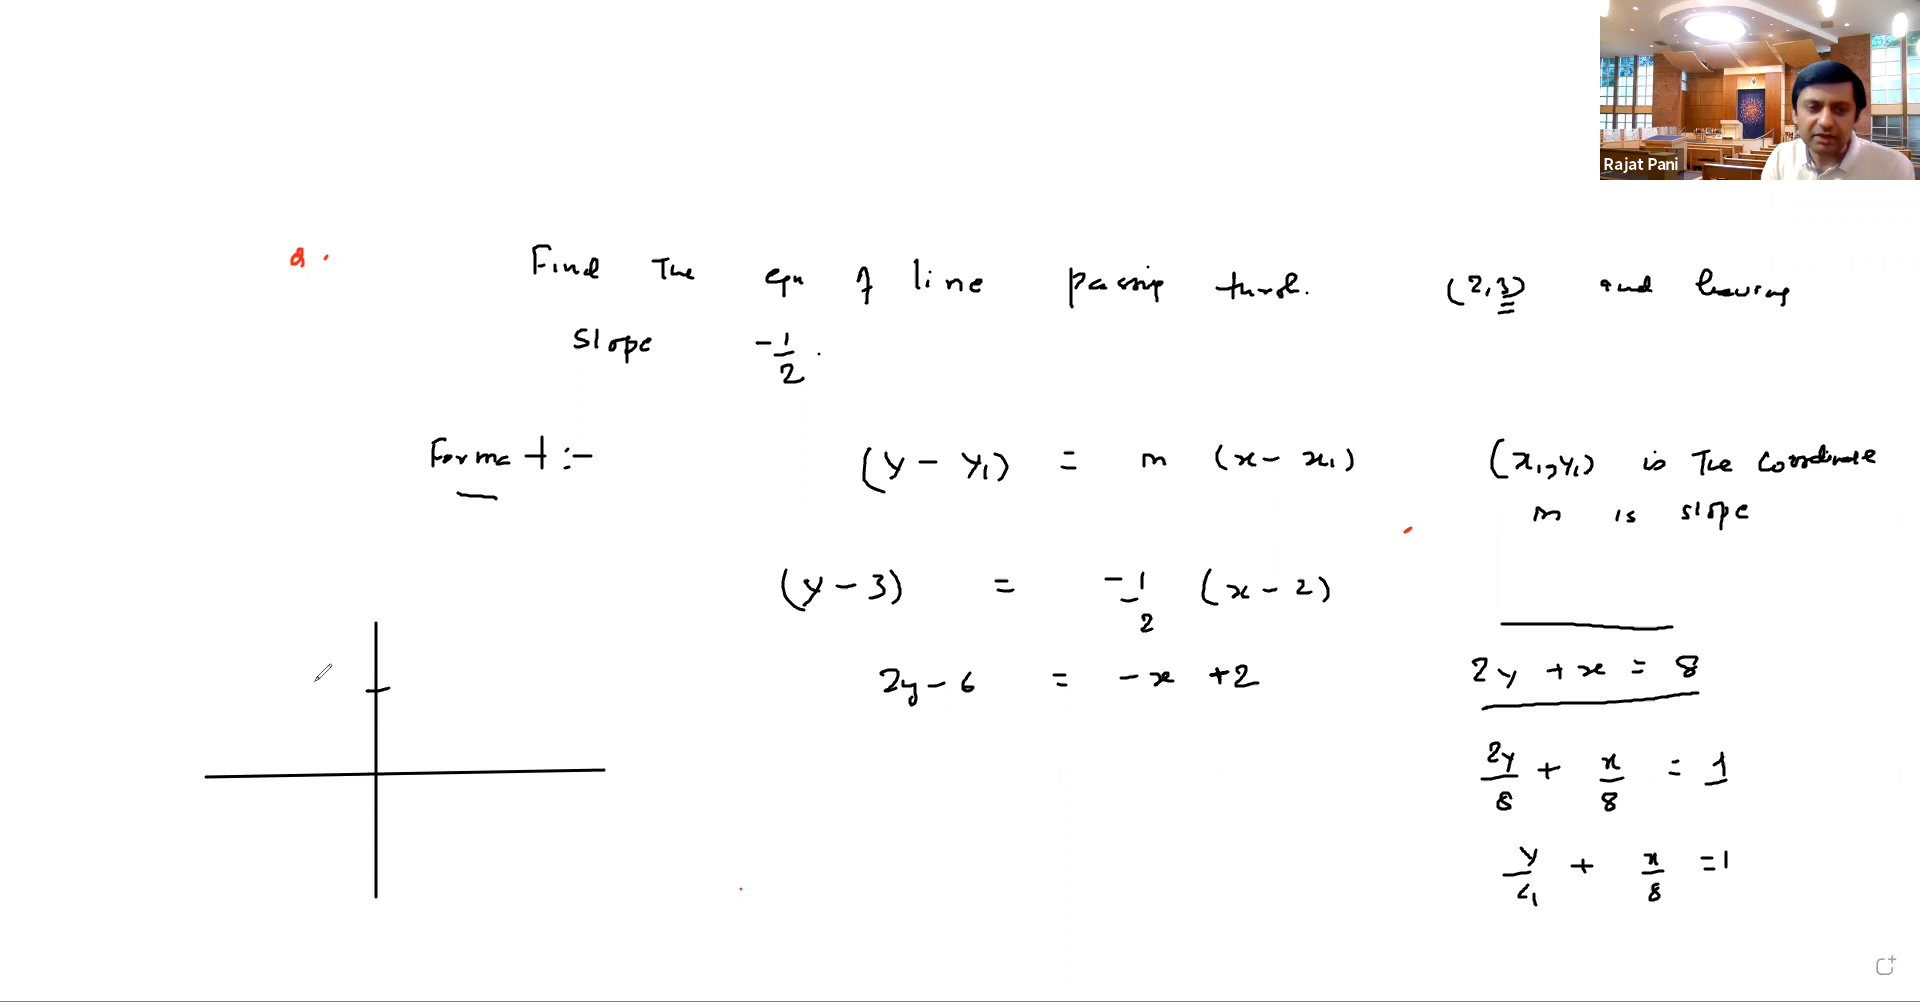 Rajat Pani
Q. Find The eqn of line passing through. (2,3) and having
slope -1/2.
Format :- (y - y₁) = m (x - x₁) (x₁,y₁) is The coordinate
m is slope
(y - 3) = -1/2 (x - 2)
2y - 6 = -x + 2
2y + x = 8
2y/8 + x/8 = 1
y/4 + x/8 = 1